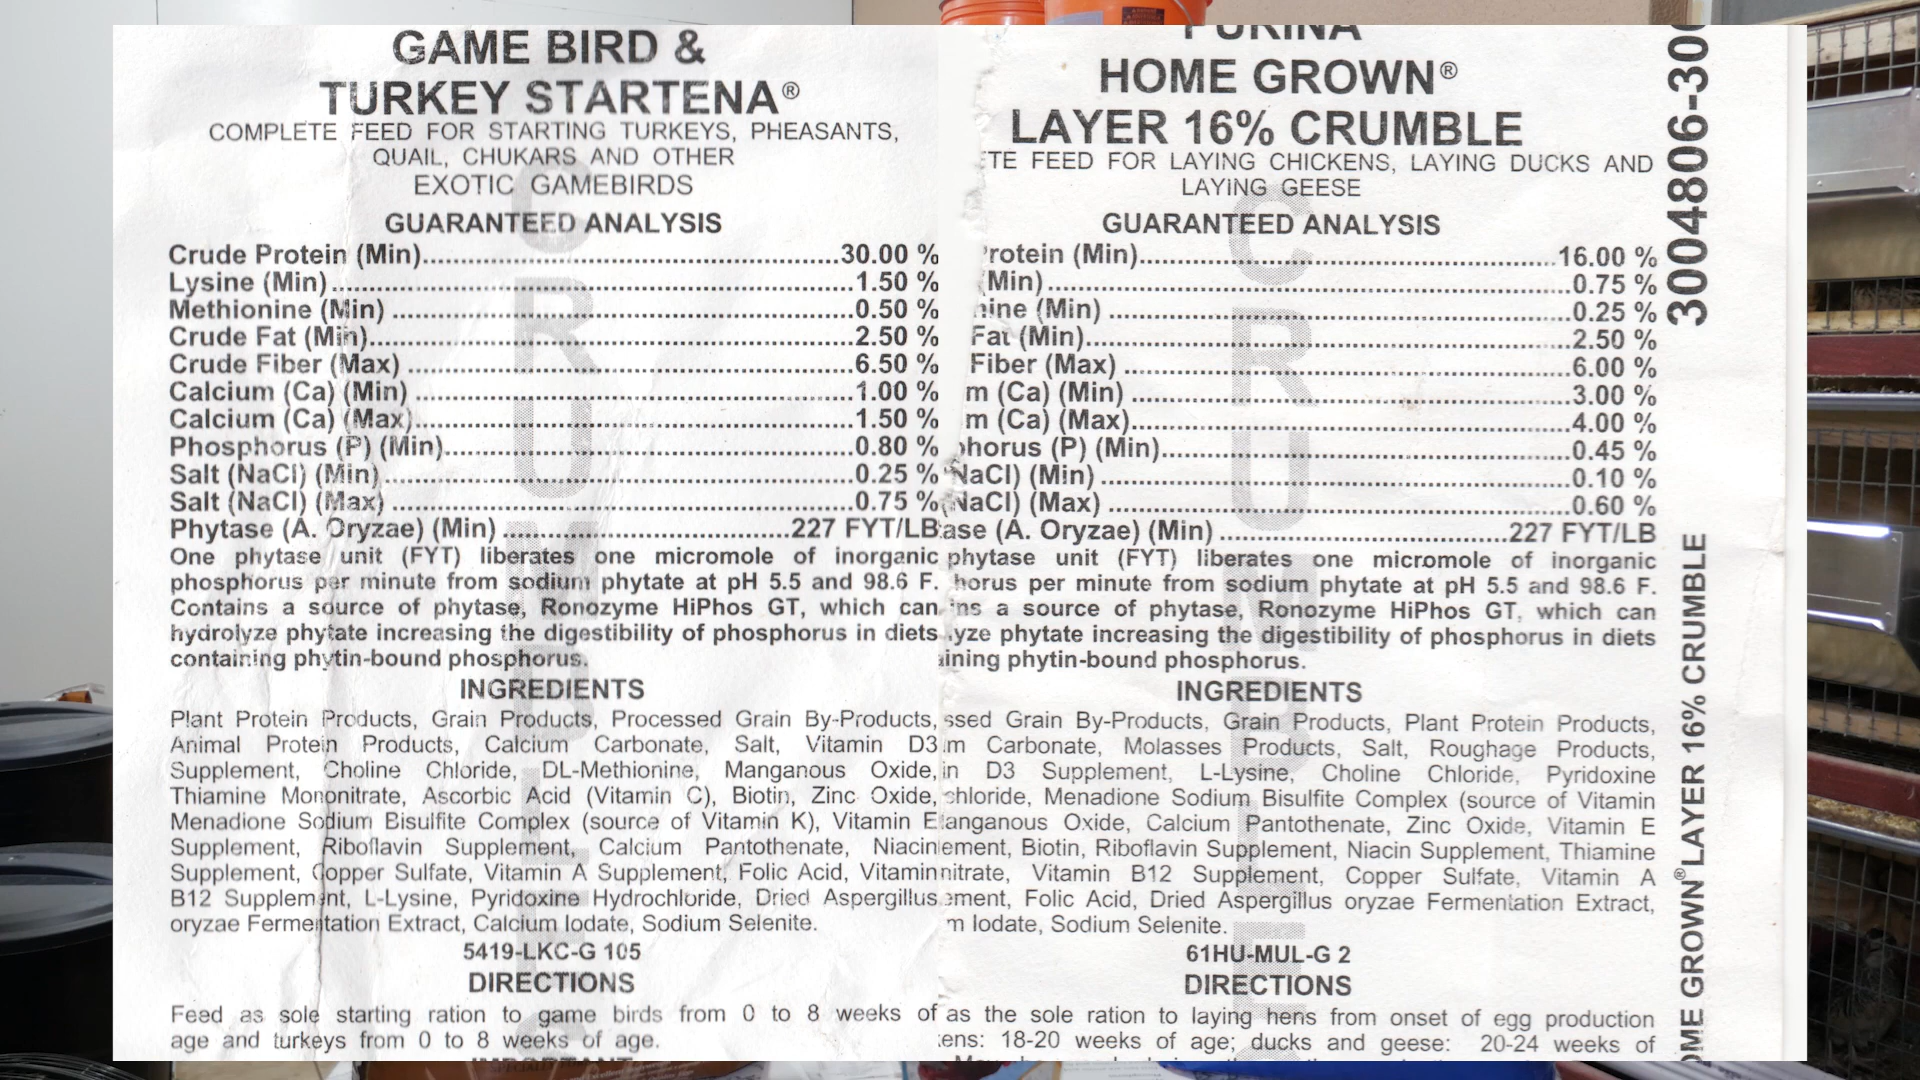 GAME BIRD &
TURKEY STARTENA®
COMPLETE FEED FOR STARTING TURKEYS, PHEASANTS,
QUAIL, CHUKARS AND OTHER
EXOTIC GAMEBIRDS
GUARANTEED ANALYSIS
Crude Protein (Min)..........30.00 %
Lysine (Min)..........1.50 %
Methionine (Min)..........0.50 %
Crude Fat (Min)..........2.50 %
Crude Fiber (Max)..........6.50 %
Calcium (Ca) (Min)..........1.00 %
Calcium (Ca) (Max)..........1.50 %
Phosphorus (P) (Min)..........0.80 %
Salt (NaCl) (Min)..........0.25 %
Salt (NaCl) (Max)..........0.75 %
Phytase (A. Oryzae) (Min)..........227 FYT/LB
One phytase unit (FYT) liberates one micromole of inorganic
phosphorus per minute from sodium phytate at pH 5.5 and 98.6 F.
Contains a source of phytase, Ronozyme HiPhos GT, which can
hydrolyze phytate increasing the digestibility of phosphorus in diets
containing phytin-bound phosphorus.
INGREDIENTS
Plant Protein Products, Grain Products, Processed Grain By-Products,
Animal Protein Products, Calcium Carbonate, Salt, Vitamin D3
Supplement, Choline Chloride, DL-Methionine, Manganous Oxide,
Thiamine Mononitrate, Ascorbic Acid (Vitamin C), Biotin, Zinc Oxide,
Menadione Sodium Bisulfite Complex (source of Vitamin K), Vitamin E
Supplement, Riboflavin Supplement, Calcium Pantothenate, Niacin
Supplement, Copper Sulfate, Vitamin A Supplement, Folic Acid, Vitamin
B12 Supplement, L-Lysine, Pyridoxine Hydrochloride, Dried Aspergillus
oryzae Fermentation Extract, Calcium Iodate, Sodium Selenite.
5419-LKC-G 105
DIRECTIONS
Feed as sole starting ration to game birds from 0 to 8 weeks of
age and turkeys from 0 to 8 weeks of age.
CRUMBLE
PURINA
HOME GROWN®
LAYER 16% CRUMBLE
TE FEED FOR LAYING CHICKENS, LAYING DUCKS AND
LAYING GEESE
GUARANTEED ANALYSIS
rotein (Min)..........16.00 %
(Min)..........0.75 %
ine (Min)..........0.25 %
Fat (Min)..........2.50 %
Fiber (Max)..........6.00 %
m (Ca) (Min)..........3.00 %
m (Ca) (Max)..........4.00 %
phorus (P) (Min)..........0.45 %
NaCl) (Min)..........0.10 %
(NaCl) (Max)..........0.60 %
ase (A. Oryzae) (Min)..........227 FYT/LB
phytase unit (FYT) liberates one micromole of inorganic
horus per minute from sodium phytate at pH 5.5 and 98.6 F.
ins a source of phytase, Ronozyme HiPhos GT, which can
yze phytate increasing the digestibility of phosphorus in diets
aining phytin-bound phosphorus.
INGREDIENTS
ssed Grain By-Products, Grain Products, Plant Protein Products,
m Carbonate, Molasses Products, Salt, Roughage Products,
in D3 Supplement, L-Lysine, Choline Chloride, Pyridoxine
chloride, Menadione Sodium Bisulfite Complex (source of Vitamin
anganous Oxide, Calcium Pantothenate, Zinc Oxide, Vitamin E
ement, Biotin, Riboflavin Supplement, Niacin Supplement, Thiamine
nitrate, Vitamin B12 Supplement, Copper Sulfate, Vitamin A
ement, Folic Acid, Dried Aspergillus oryzae Fermentation Extract,
m Iodate, Sodium Selenite.
61HU-MUL-G 2
DIRECTIONS
as the sole ration to laying hens from onset of egg production
ens: 18-20 weeks of age; ducks and geese: 20-24 weeks of
CRUMBLE
3004806-30
OME GROWN® LAYER 16% CRUMBLE